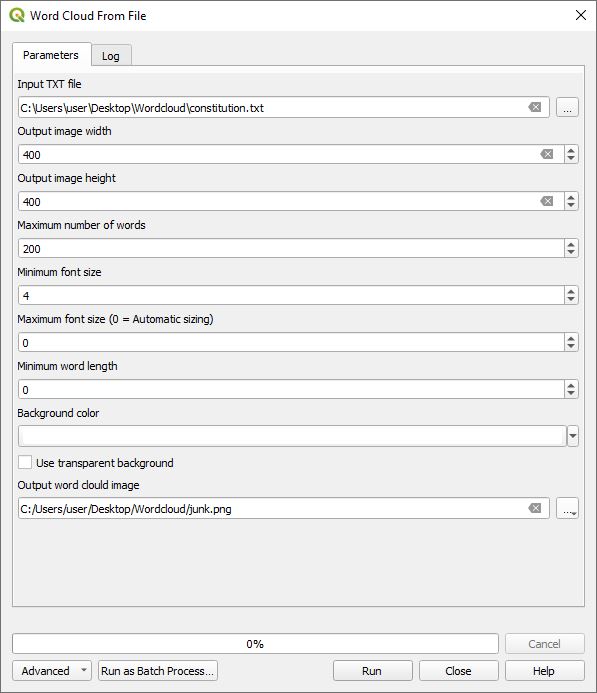 Word Cloud From File
Parameters
Log
Input TXT file
C:\Users\user\Desktop\Wordcloud\constitution.txt
...
Output image width
400
Output image height
400
Maximum number of words
200
Minimum font size
4
Maximum font size (0 = Automatic sizing)
0
Minimum word length
0
Background color
Use transparent background
Output word clould image
C:/Users/user/Desktop/Wordcloud/junk.png
...
0%
Cancel
Advanced
Run as Batch Process...
Run
Close
Help